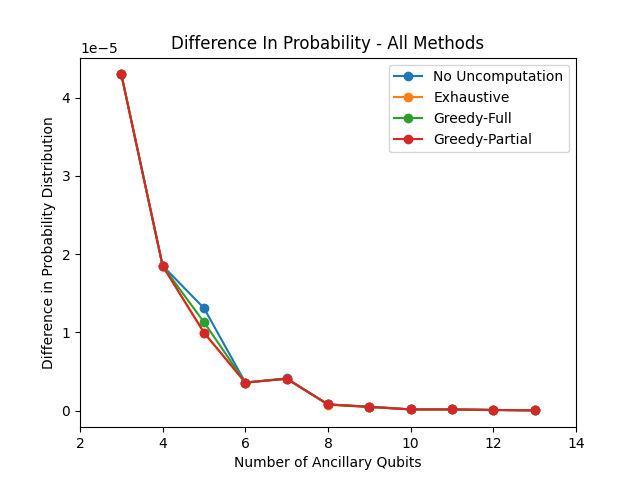 Difference In Probability - All Methods
1e−5
Difference in Probability Distribution
4
3
2
1
0
No Uncomputation
Exhaustive
Greedy-Full
Greedy-Partial
2 4 6 8 10 12 14
Number of Ancillary Qubits